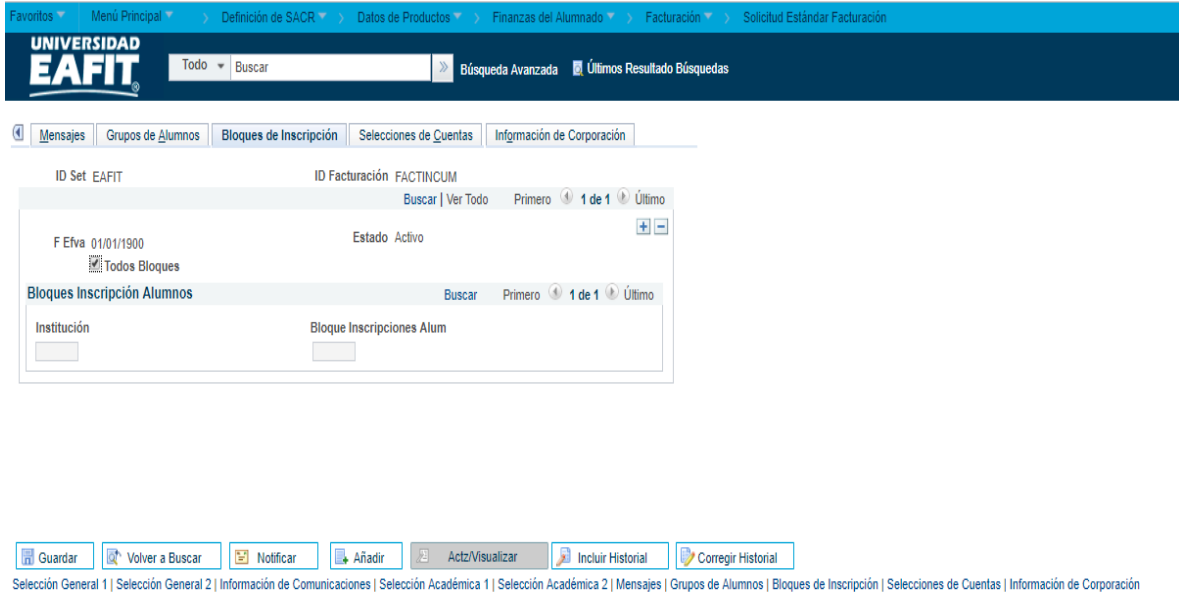 Favoritos Menú Principal > Definición de SACR > Datos de Productos > Finanzas del Alumnado > Facturación > Solicitud Estándar Facturación
UNIVERSIDAD
EAFIT®
Todo Buscar » Búsqueda Avanzada Últimos Resultado Búsquedas
Mensajes Grupos de Alumnos Bloques de Inscripción Selecciones de Cuentas Información de Corporación
ID Set EAFIT ID Facturación FACTINCUM
Buscar | Ver Todo Primero 1 de 1 Último
F Efva 01/01/1900 Estado Activo
Todos Bloques
Bloques Inscripción Alumnos Buscar Primero 1 de 1 Último
Institución Bloque Inscripciones Alum
Guardar Volver a Buscar Notificar Añadir Actz/Visualizar Incluir Historial Corregir Historial
Selección General 1 | Selección General 2 | Información de Comunicaciones | Selección Académica 1 | Selección Académica 2 | Mensajes | Grupos de Alumnos | Bloques de Inscripción | Selecciones de Cuentas | Información de Corporación